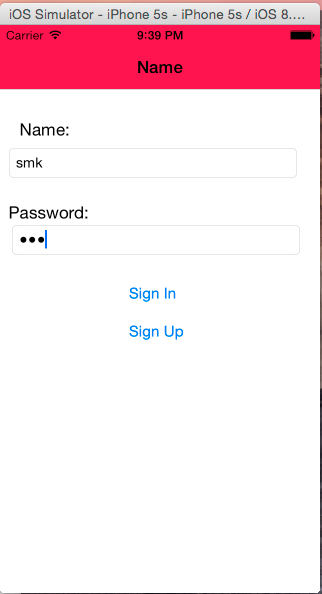 iOS Simulator - iPhone 5s - iPhone 5s / iOS 8....
Carrier 9:39 PM
Name
Name:
smk
Password:
•••
Sign In
Sign Up